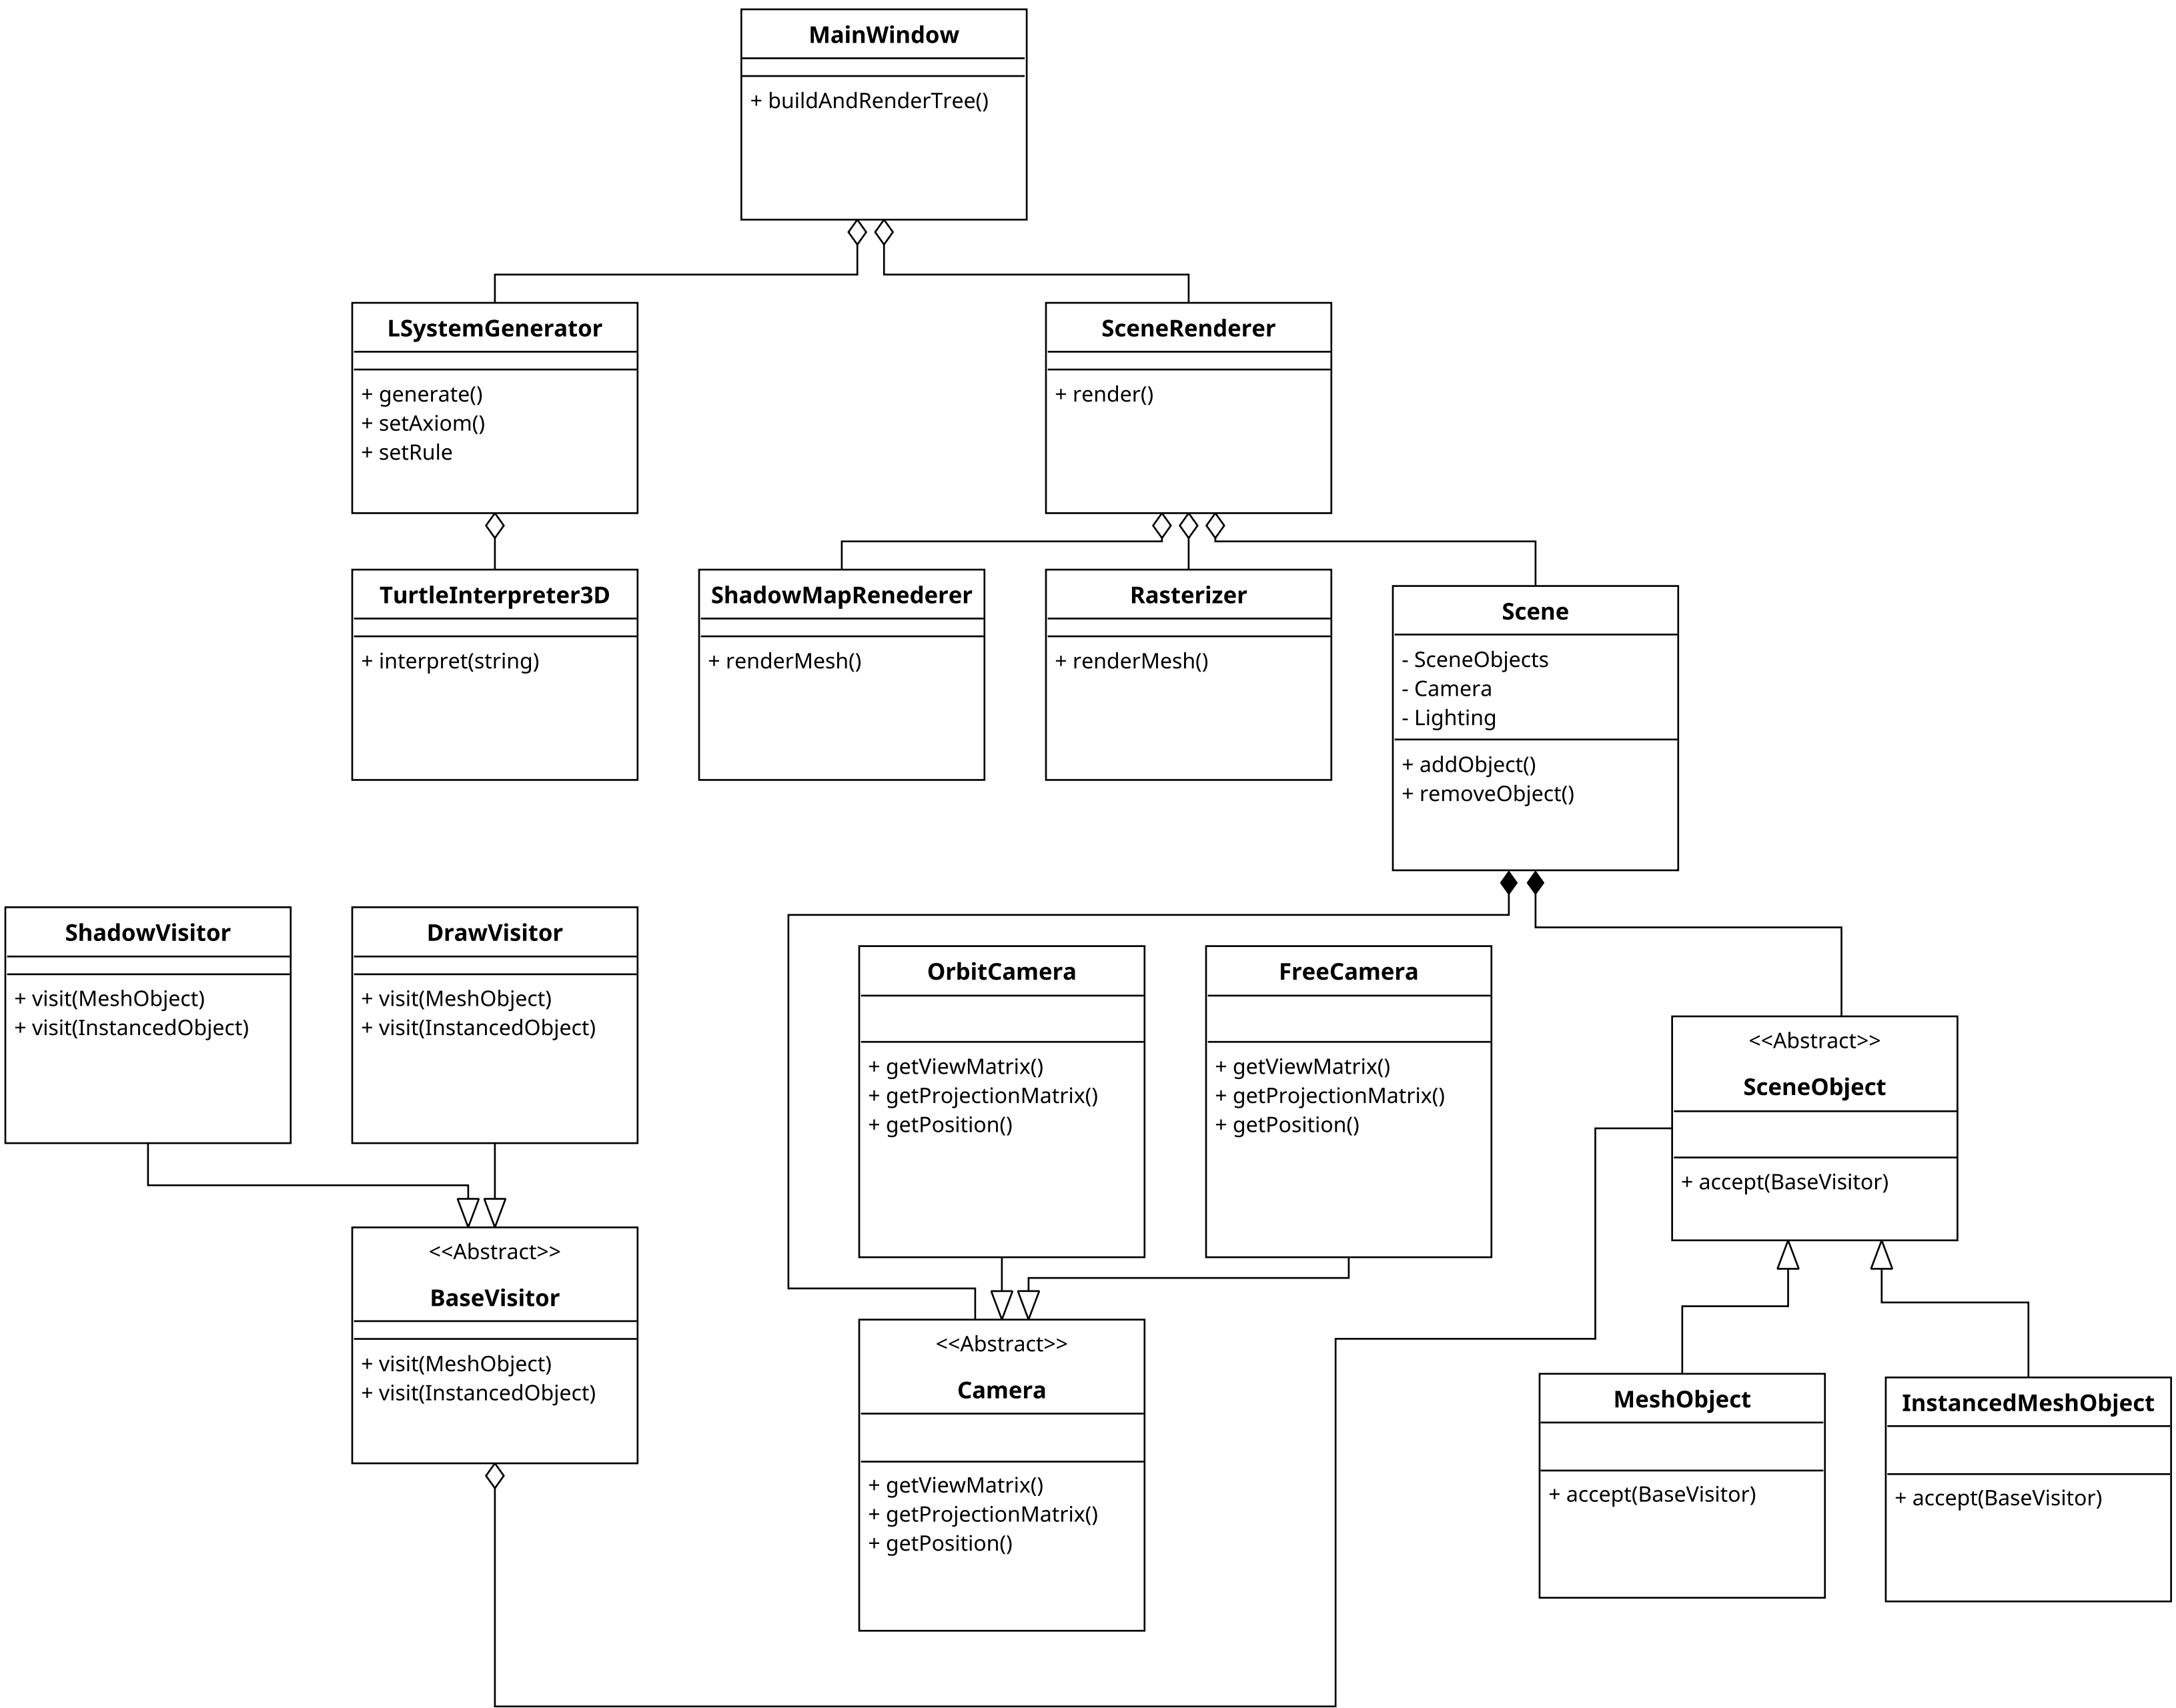 MainWindow
+ buildAndRenderTree()
LSystemGenerator
+ generate()
+ setAxiom()
+ setRule
SceneRenderer
+ render()
TurtleInterpreter3D
+ interpret(string)
ShadowMapRenederer
+ renderMesh()
Rasterizer
+ renderMesh()
Scene
- SceneObjects
- Camera
- Lighting
+ addObject()
+ removeObject()
ShadowVisitor
+ visit(MeshObject)
+ visit(InstancedObject)
DrawVisitor
+ visit(MeshObject)
+ visit(InstancedObject)
OrbitCamera
+ getViewMatrix()
+ getProjectionMatrix()
+ getPosition()
FreeCamera
+ getViewMatrix()
+ getProjectionMatrix()
+ getPosition()
<<Abstract>>
SceneObject
+ accept(BaseVisitor)
<<Abstract>>
BaseVisitor
+ visit(MeshObject)
+ visit(InstancedObject)
<<Abstract>>
Camera
+ getViewMatrix()
+ getProjectionMatrix()
+ getPosition()
MeshObject
+ accept(BaseVisitor)
InstancedMeshObject
+ accept(BaseVisitor)